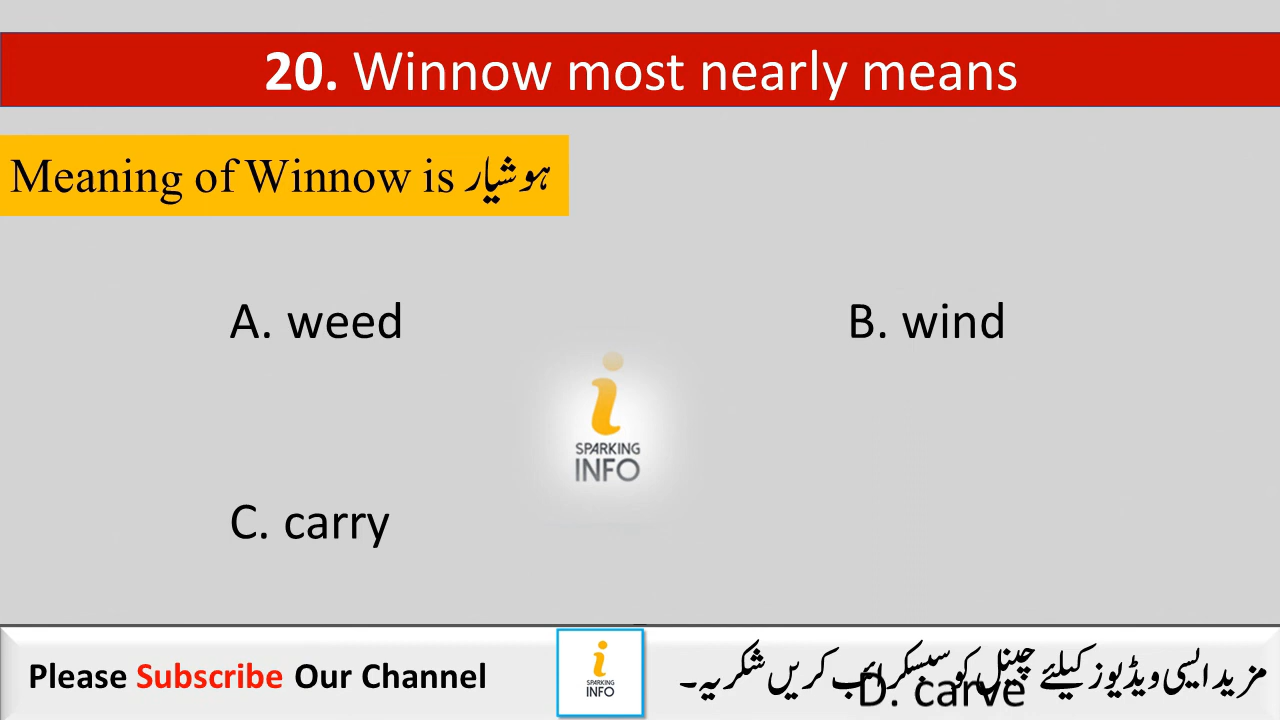 20. Winnow most nearly means
Meaning of Winnow is ہوشیار
A. weed
B. wind
SPARKING
INFO
C. carry
Please Subscribe Our Channel
SPARKING
INFO
مزید ایسی ویڈیوز کیلئے چینل کو سبسکرائب کریں شکریہ۔
D. carve